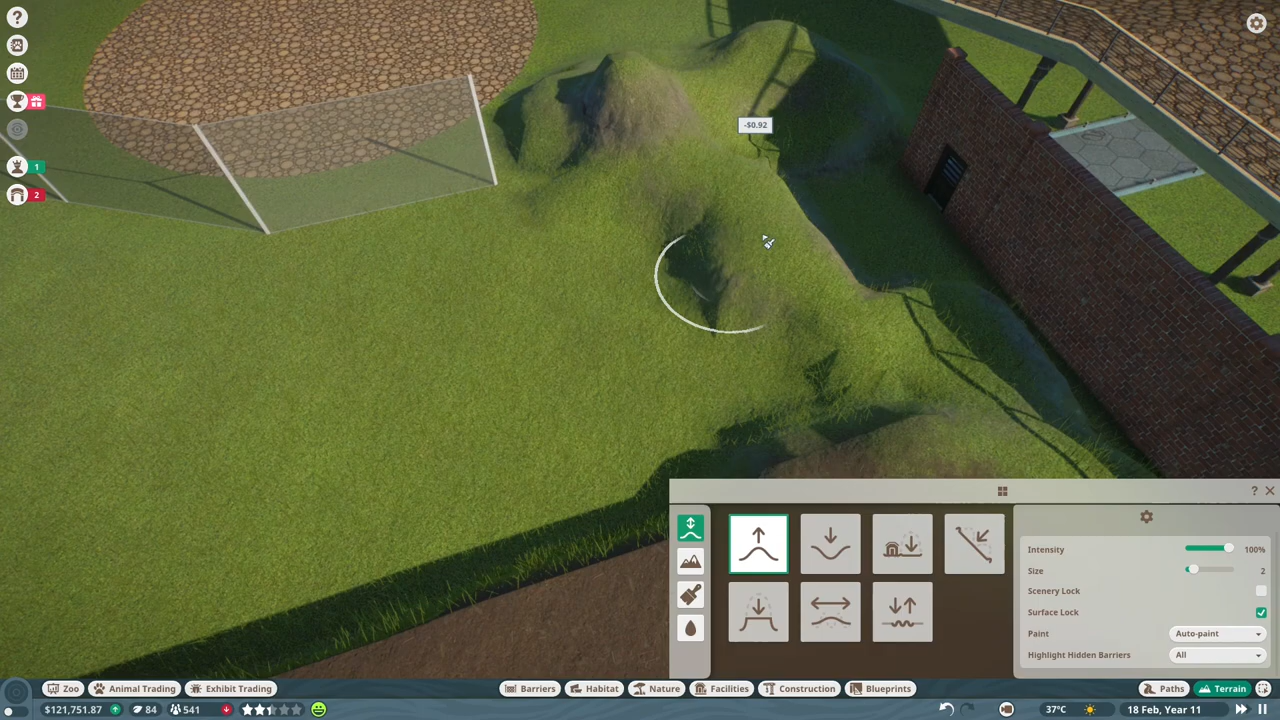 ?
-$0.92
1
2
?
Intensity 100%
Size 2
Scenery Lock
Surface Lock
Paint Auto-paint
Highlight Hidden Barriers All
Zoo Animal Trading Exhibit Trading Barriers Habitat Nature Facilities Construction Blueprints Paths Terrain
$121,751.87 84 541 37°C 18 Feb, Year 11